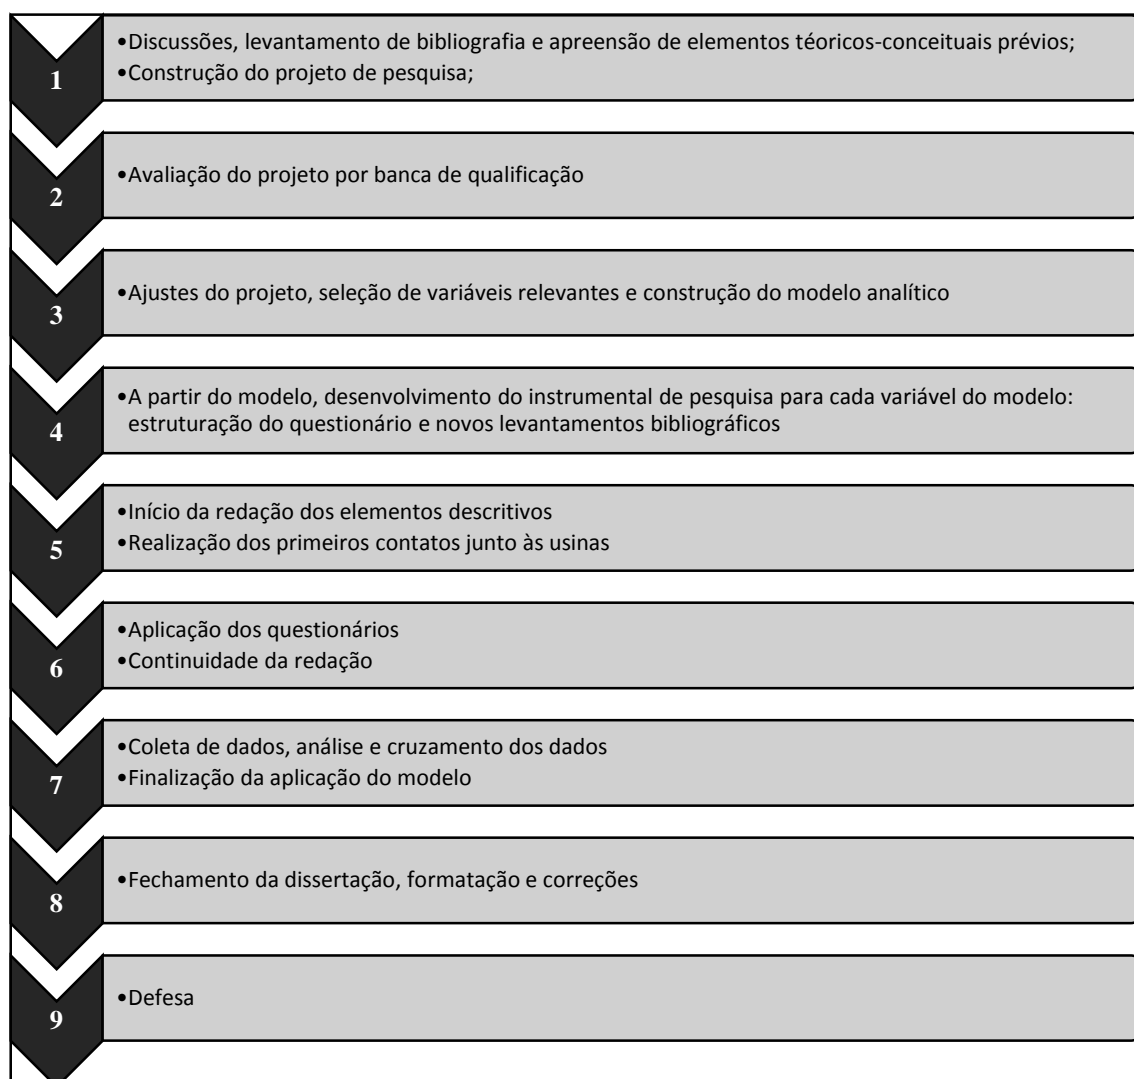 1
•Discussões, levantamento de bibliografia e apreensão de elementos téoricos-conceituais prévios;
•Construção do projeto de pesquisa;
2
•Avaliação do projeto por banca de qualificação
3
•Ajustes do projeto, seleção de variáveis relevantes e construção do modelo analítico
4
•A partir do modelo, desenvolvimento do instrumental de pesquisa para cada variável do modelo:
estruturação do questionário e novos levantamentos bibliográficos
5
•Início da redação dos elementos descritivos
•Realização dos primeiros contatos junto às usinas
6
•Aplicação dos questionários
•Continuidade da redação
7
•Coleta de dados, análise e cruzamento dos dados
•Finalização da aplicação do modelo
8
•Fechamento da dissertação, formatação e correções
9
•Defesa